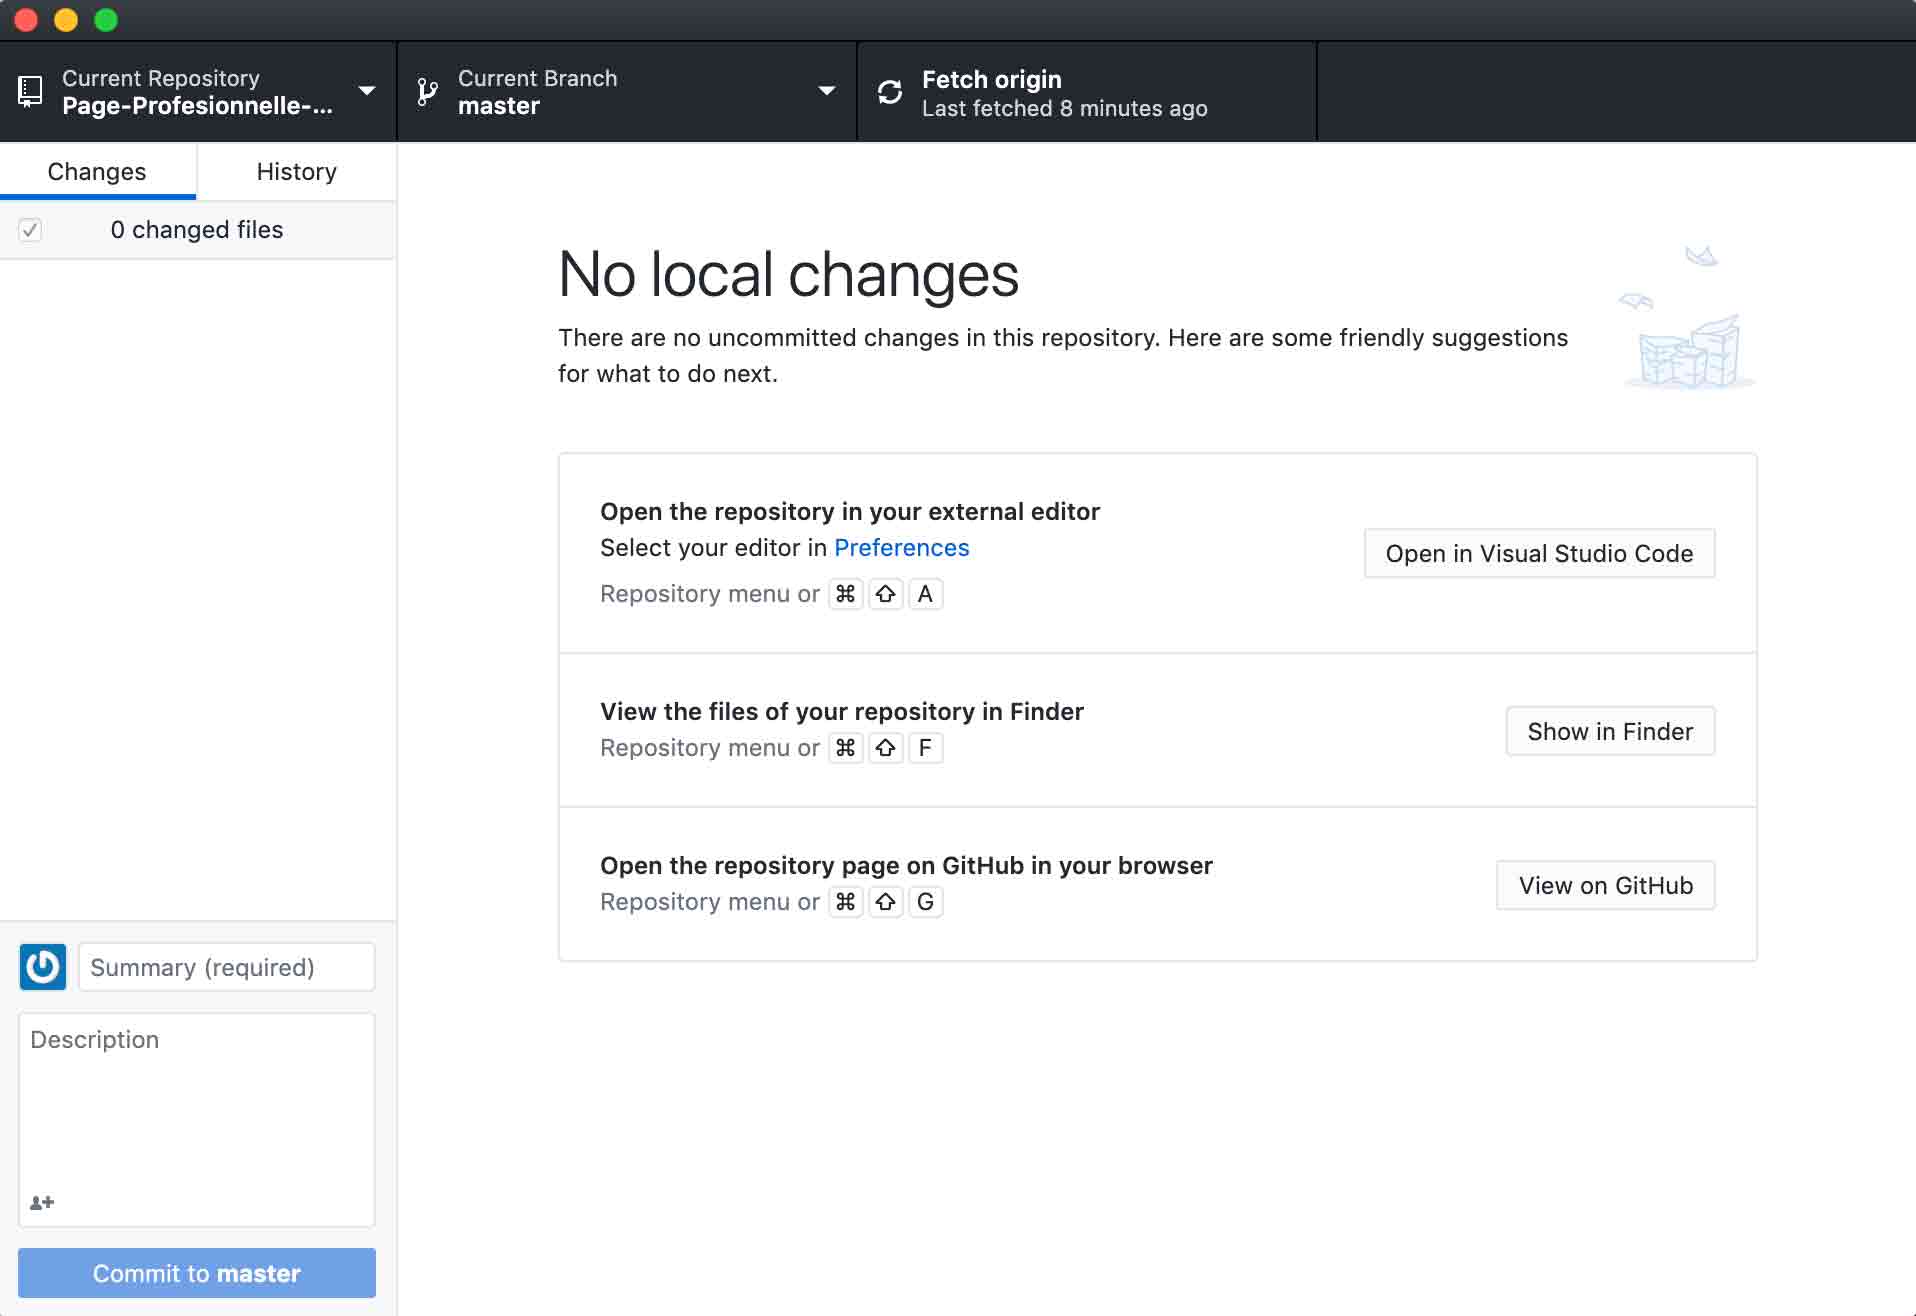 Current Repository
Page-Profesionnelle-...
Current Branch
master
Fetch origin
Last fetched 8 minutes ago
Changes
History
0 changed files
No local changes
There are no uncommitted changes in this repository. Here are some friendly suggestions
for what to do next.
Open the repository in your external editor
Select your editor in Preferences
Repository menu or ⌘ ⇧ A
Open in Visual Studio Code
View the files of your repository in Finder
Repository menu or ⌘ ⇧ F
Show in Finder
Open the repository page on GitHub in your browser
Repository menu or ⌘ ⇧ G
View on GitHub
Summary (required)
Description
Commit to master